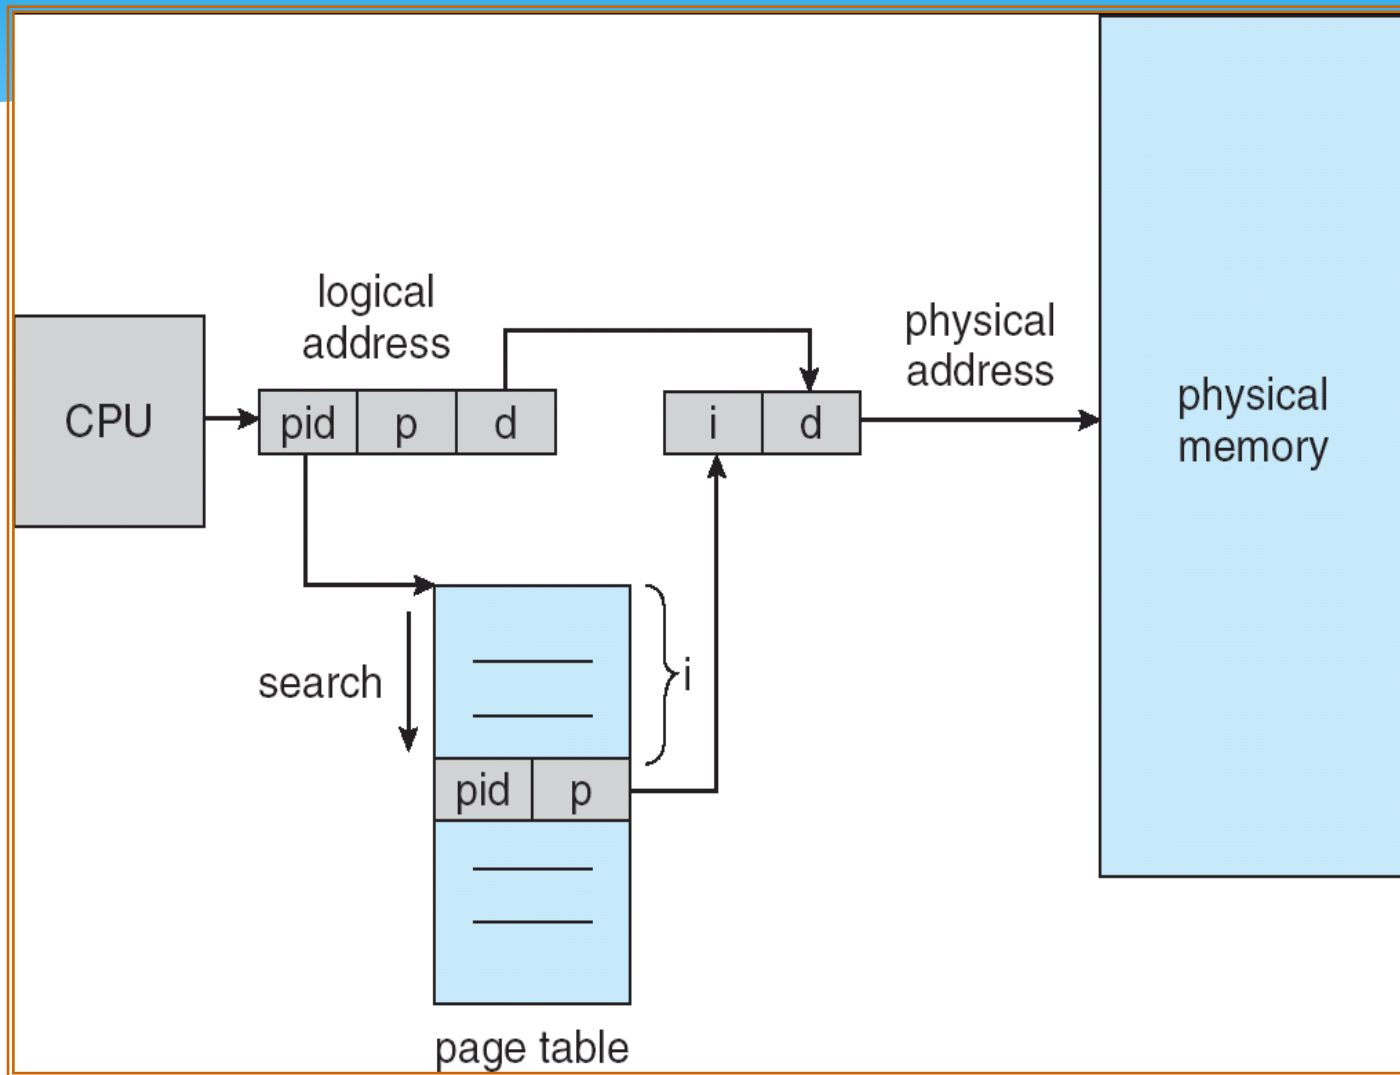 logical
address
physical
address
CPU
pid
p
d
i
d
physical
memory
search
i
pid
p
page table